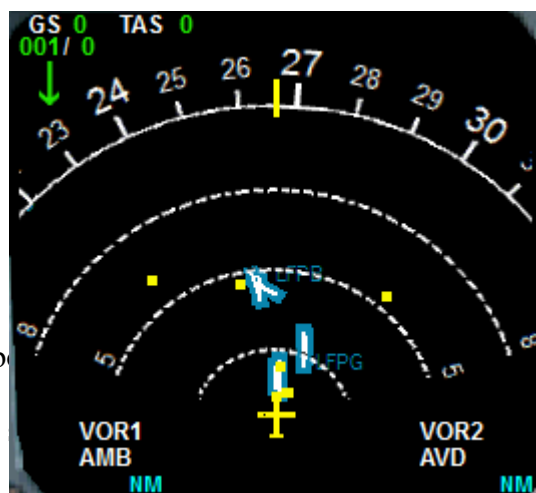 GS 0 TAS 0
001/ 0
23 24 25 26 27 28 29 30
LFPB
8 8
5 5
LFPG
VOR1 VOR2
AMB AVD
NM NM